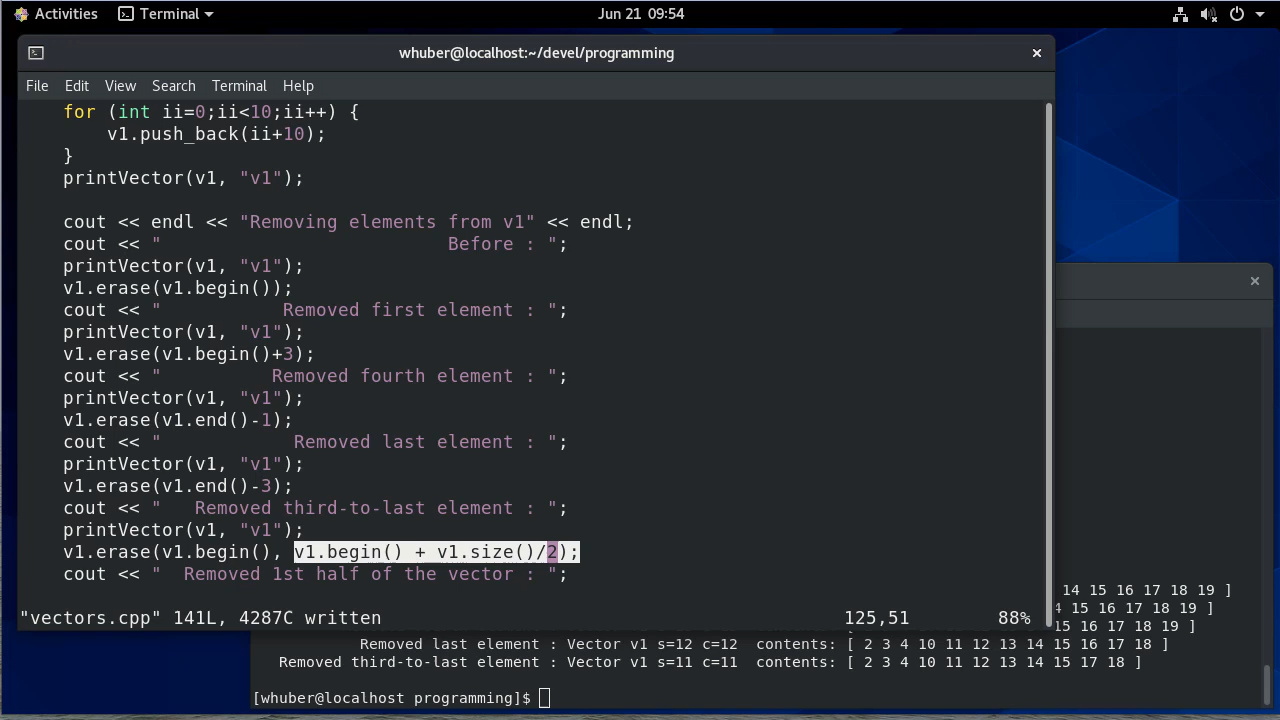 Activities Terminal Jun 21 09:54
whuber@localhost:~/devel/programming
File Edit View Search Terminal Help
for (int ii=0;ii<10;ii++) {
v1.push_back(ii+10);
}
printVector(v1, "v1");
cout << endl << "Removing elements from v1" << endl;
cout << "                          Before : ";
printVector(v1, "v1");
v1.erase(v1.begin());
cout << "           Removed first element : ";
printVector(v1, "v1");
v1.erase(v1.begin()+3);
cout << "          Removed fourth element : ";
printVector(v1, "v1");
v1.erase(v1.end()-1);
cout << "            Removed last element : ";
printVector(v1, "v1");
v1.erase(v1.end()-3);
cout << "   Removed third-to-last element : ";
printVector(v1, "v1");
v1.erase(v1.begin(), v1.begin() + v1.size()/2);
cout << "  Removed 1st half of the vector : ";
"vectors.cpp" 141L, 4287C written 125,51 88%
14 15 16 17 18 19 ]
15 16 17 18 19 ]
15 16 17 18 19 ]
Removed last element : Vector v1 s=12 c=12  contents: [ 2 3 4 10 11 12 13 14 15 16 17 18 ]
Removed third-to-last element : Vector v1 s=11 c=11  contents: [ 2 3 4 10 11 12 13 14 15 17 18 ]
[whuber@localhost programming]$